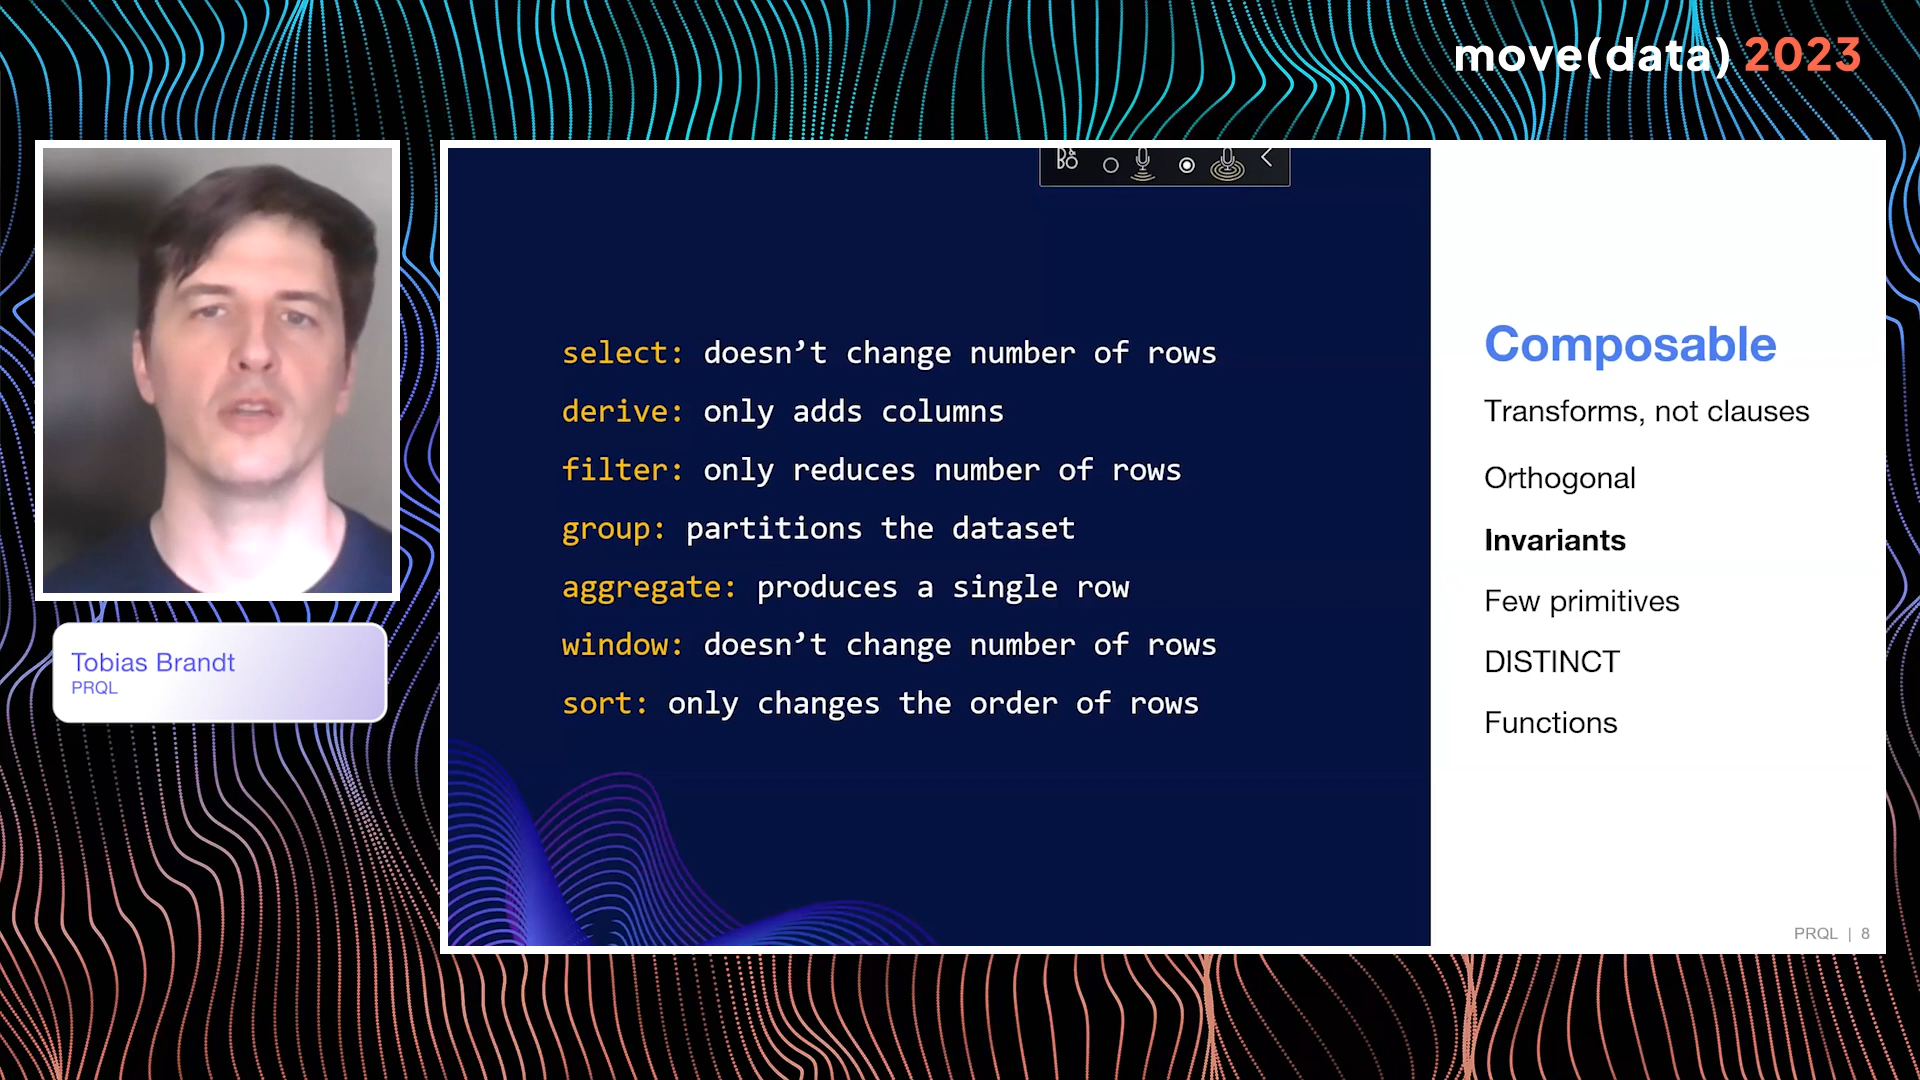 move(data) 2023
Tobias Brandt
PRQL
select: doesn’t change number of rows
derive: only adds columns
filter: only reduces number of rows
group: partitions the dataset
aggregate: produces a single row
window: doesn’t change number of rows
sort: only changes the order of rows
Composable
Transforms, not clauses
Orthogonal
Invariants
Few primitives
DISTINCT
Functions
PRQL | 8